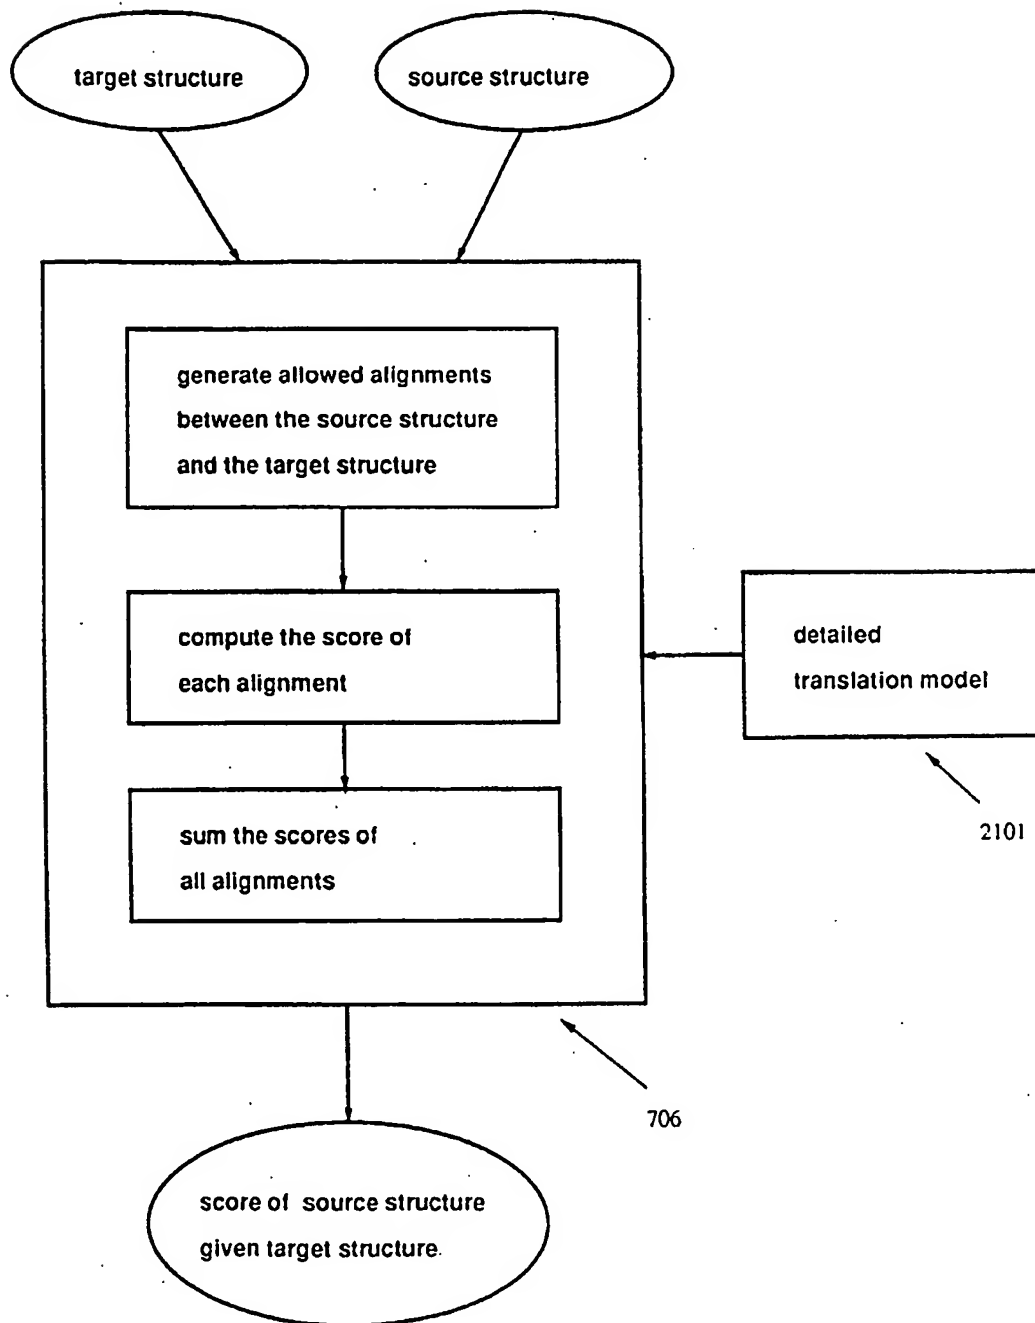 target structure
source structure
generate allowed alignments
between the source structure
and the target structure
compute the score of
each alignment
detailed
translation model
sum the scores of
all alignments
2101
706
score of source structure
given target structure.